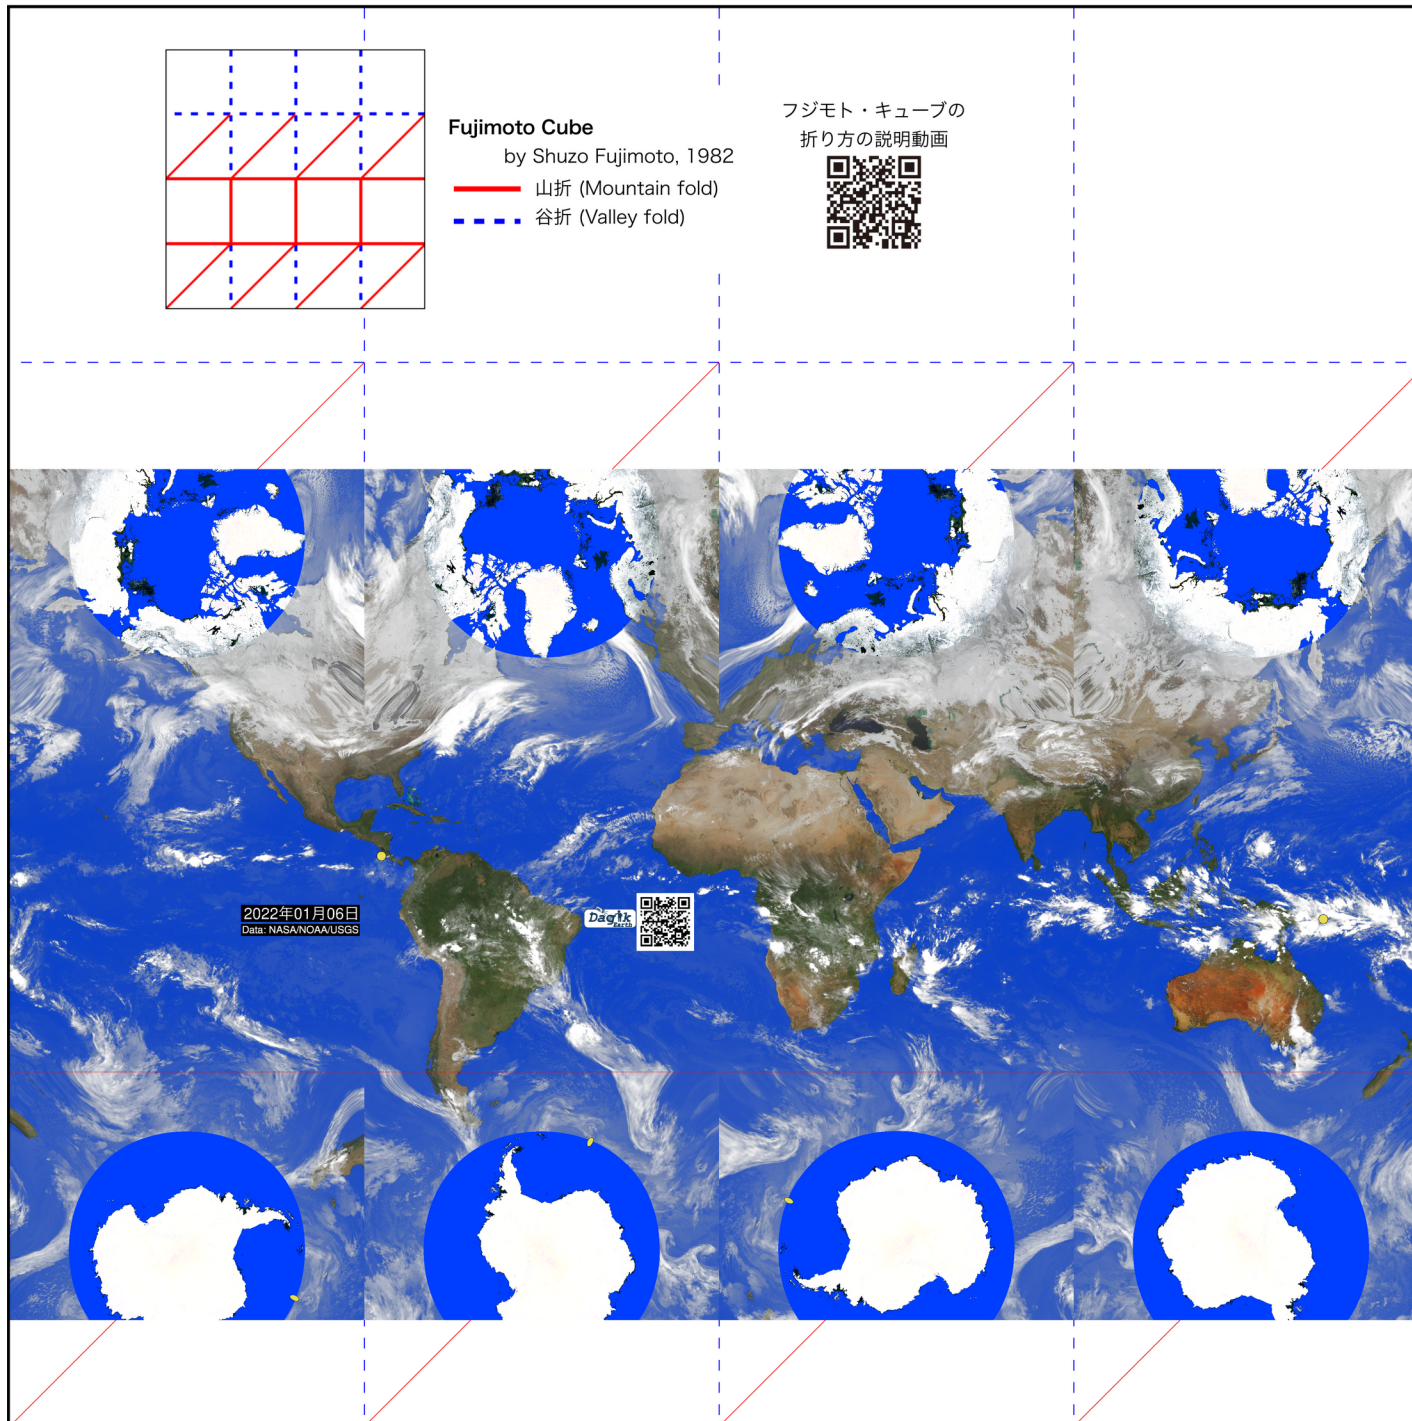 Fujimoto Cube
by Shuzo Fujimoto, 1982
山折 (Mountain fold)
谷折 (Valley fold)
フジモト・キューブの
折り方の説明動画
2022年01月06日
Data: NASA/NOAA/USGS
Dagik
Earth